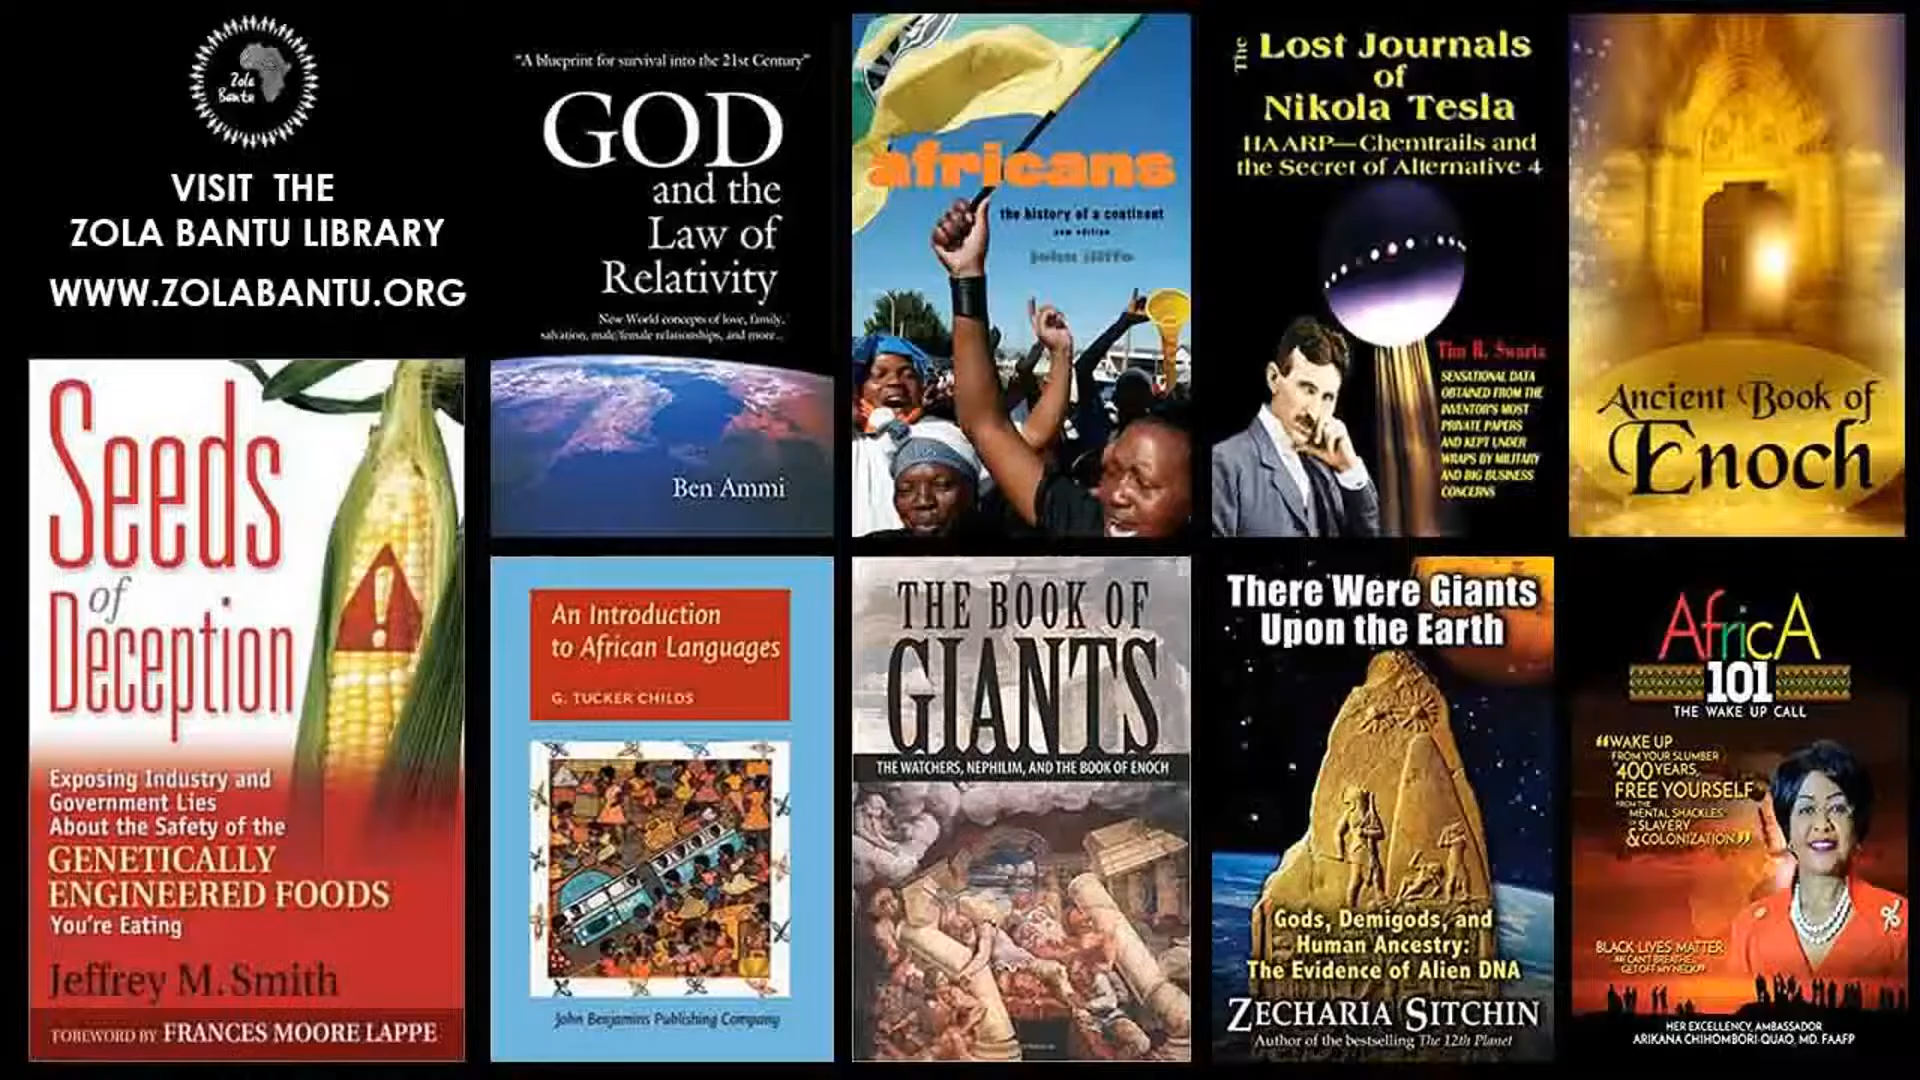 Zola
Bantu
VISIT THE
ZOLA BANTU LIBRARY
WWW.ZOLABANTU.ORG
Seeds
of
Deception
Exposing Industry and
Government Lies
About the Safety of the
GENETICALLY
ENGINEERED FOODS
You're Eating
Jeffrey M. Smith
FOREWORD BY FRANCES MOORE LAPPE
"A blueprint for survival into the 21st Century"
GOD
and the
Law of
Relativity
New World concepts of love, family,
salvation, male/female relationships, and more...
Ben Ammi
africans
the history of a continent
new edition
john iliffe
The Lost Journals
of
Nikola Tesla
HAARP—Chemtrails and
the Secret of Alternative 4
Tim R. Swartz
SENSATIONAL DATA
OBTAINED FROM THE
INVENTOR'S MOST
PRIVATE PAPERS
AND KEPT UNDER
WRAPS BY MILITARY
AND BIG BUSINESS
CONCERNS
Ancient Book of
Enoch
An Introduction
to African Languages
G. TUCKER CHILDS
John Benjamins Publishing Company
THE BOOK OF
GIANTS
THE WATCHERS, NEPHILIM, AND THE BOOK OF ENOCH
There Were Giants
Upon the Earth
Gods, Demigods, and
Human Ancestry:
The Evidence of Alien DNA
ZECHARIA SITCHIN
Author of the bestselling The 12th Planet
AfricA
101
THE WAKE UP CALL
"WAKE UP
FROM YOUR SLUMBER
400 YEARS,
FREE YOURSELF
FROM THE
MENTAL SHACKLES
OF SLAVERY
& COLONIZATION"
BLACK LIVES MATTER
"I CAN'T BREATHE,
GET OFF MY NECK"
HER EXCELLENCY, AMBASSADOR
ARIKANA CHIHOMBORI-QUAO, MD, FAAFP